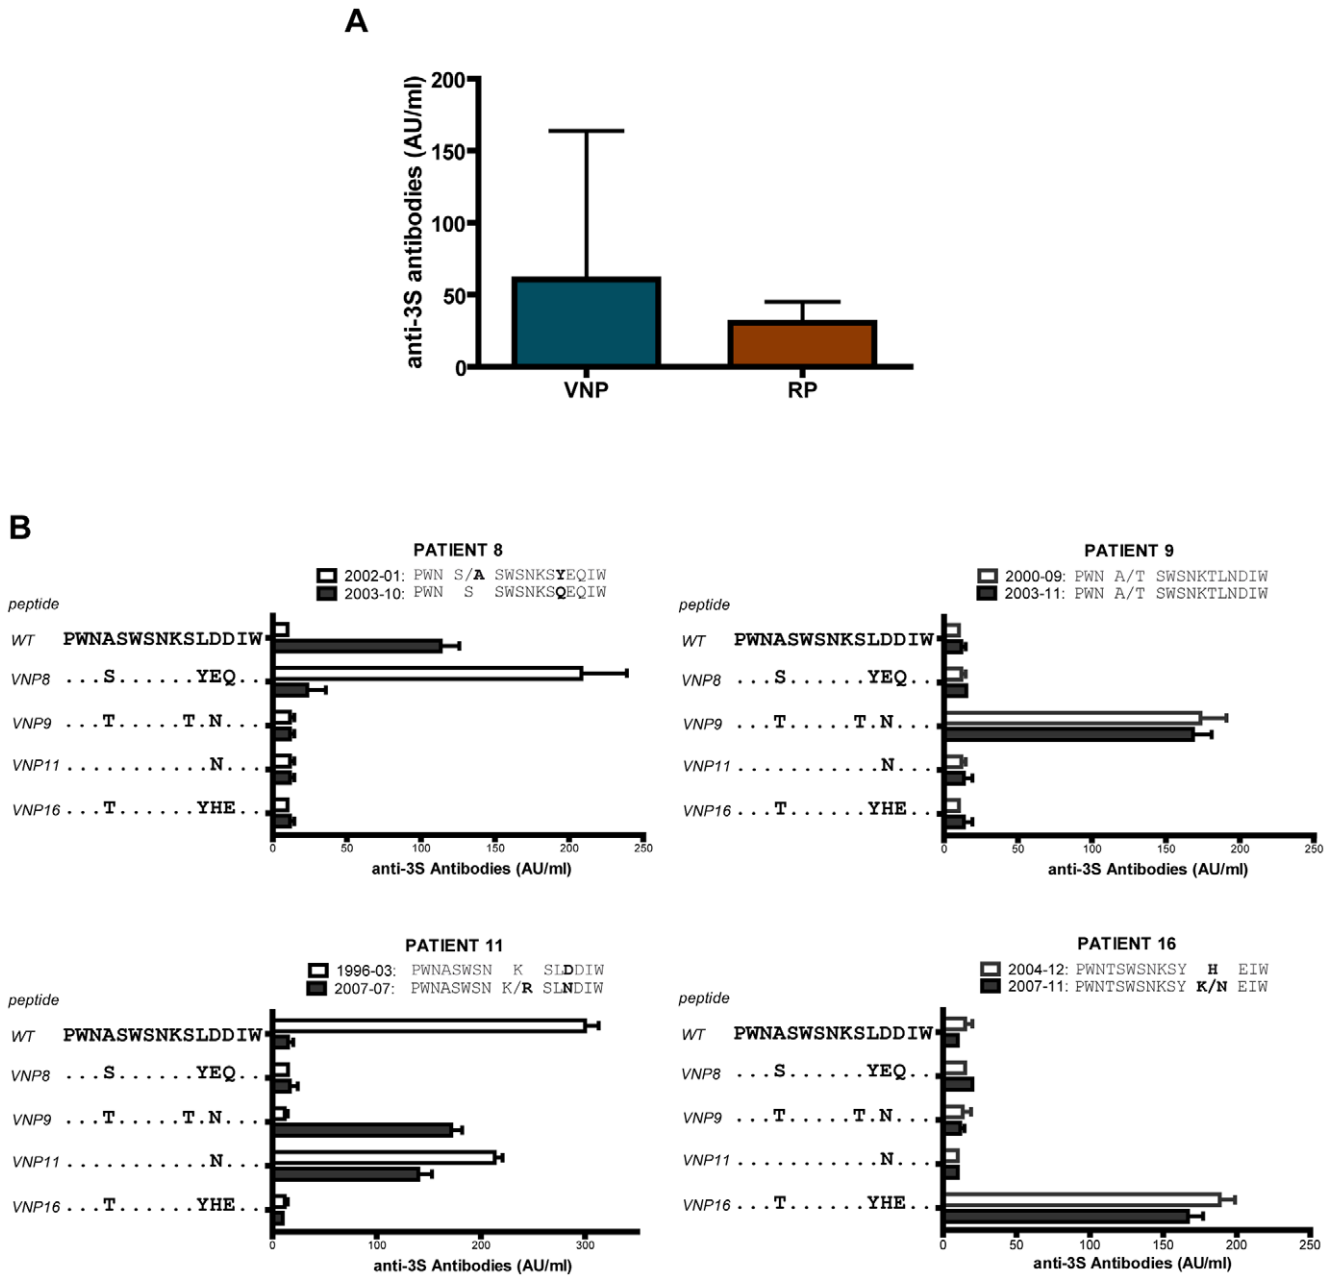 A
anti-3S antibodies (AU/ml)
200
150
100
50
0
VNP RP
B
PATIENT 8
2002-01: PWN S/A SWSNKSYEQIW
2003-10: PWN S SWSNKSQEQIW
peptide
WT PWNASWSNKSLDDIW
VNP8 ...S......YEQ..
VNP9 ...T.....T.N...
VNP11 ...........N...
VNP16 ...T......YHE..
0 50 100 150 200 250
anti-3S Antibodies (AU/ml)
PATIENT 9
2000-09: PWN A/T SWSNKTLNDIW
2003-11: PWN A/T SWSNKTLNDIW
peptide
WT PWNASWSNKSLDDIW
VNP8 ...S......YEQ..
VNP9 ...T.....T.N...
VNP11 ...........N...
VNP16 ...T......YHE..
0 50 100 150 200 250
anti-3S Antibodies (AU/ml)
PATIENT 11
1996-03: PWNASWSN K SLDDIW
2007-07: PWNASWSN K/R SLNDIW
peptide
WT PWNASWSNKSLDDIW
VNP8 ...S......YEQ..
VNP9 ...T.....T.N...
VNP11 ...........N...
VNP16 ...T......YHE..
0 100 200 300
anti-3S Antibodies (AU/ml)
PATIENT 16
2004-12: PWNTSWSNKSY H EIW
2007-11: PWNTSWSNKSY K/N EIW
peptide
WT PWNASWSNKSLDDIW
VNP8 ...S......YEQ..
VNP9 ...T.....T.N...
VNP11 ...........N...
VNP16 ...T......YHE..
0 50 100 150 200 250
anti-3S Antibodies (AU/ml)